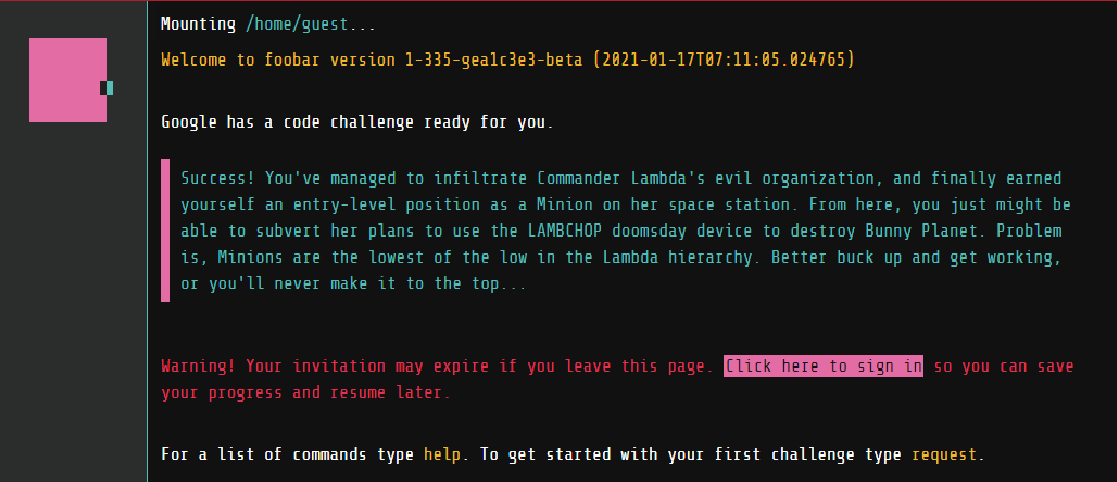 Mounting /home/guest...
Welcome to foobar version 1-335-gea1c3e3-beta (2021-01-17T07:11:05.024765)
Google has a code challenge ready for you.
Success! You've managed to infiltrate Commander Lambda's evil organization, and finally earned
yourself an entry-level position as a Minion on her space station. From here, you just might be
able to subvert her plans to use the LAMBCHOP doomsday device to destroy Bunny Planet. Problem
is, Minions are the lowest of the low in the Lambda hierarchy. Better buck up and get working,
or you'll never make it to the top...
Warning! Your invitation may expire if you leave this page. Click here to sign in so you can save
your progress and resume later.
For a list of commands type help. To get started with your first challenge type request.